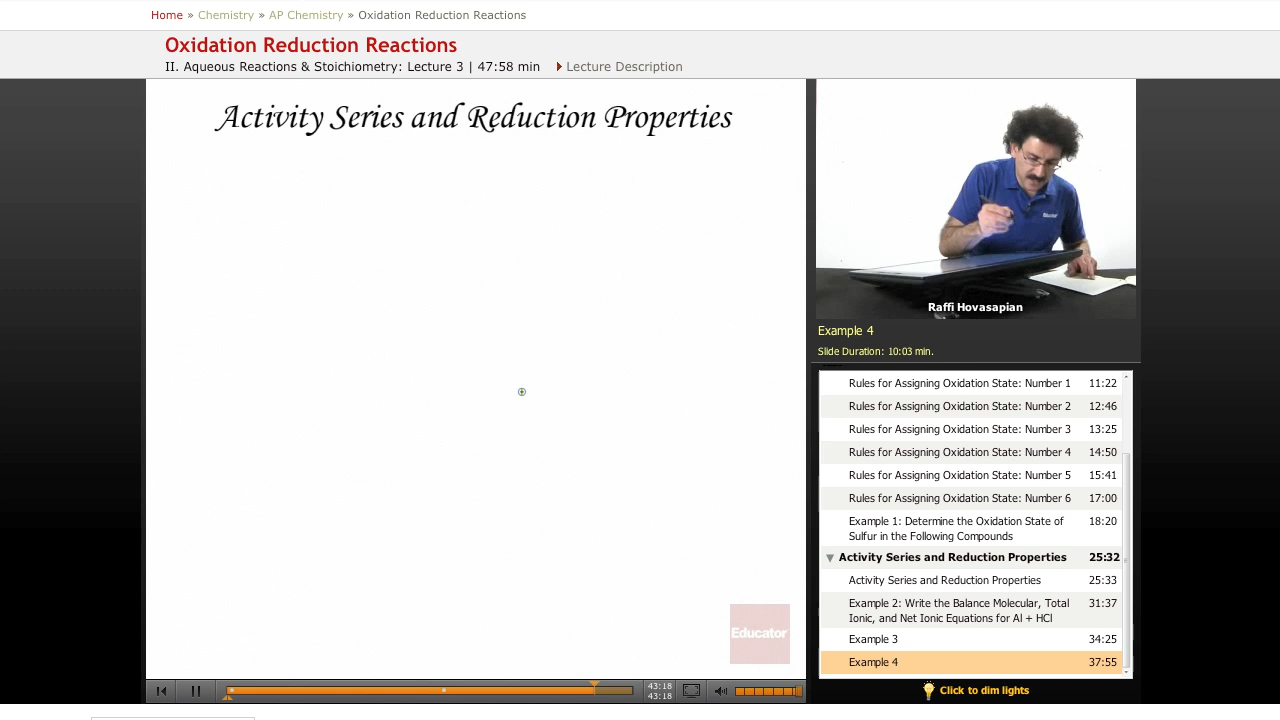 Home » Chemistry » AP Chemistry » Oxidation Reduction Reactions
Oxidation Reduction Reactions
II. Aqueous Reactions & Stoichiometry: Lecture 3 | 47:58 min Lecture Description
Activity Series and Reduction Properties
Educator
43:18
43:18
Raffi Hovasapian
Example 4
Slide Duration: 10:03 min.
Rules for Assigning Oxidation State: Number 1 11:22
Rules for Assigning Oxidation State: Number 2 12:46
Rules for Assigning Oxidation State: Number 3 13:25
Rules for Assigning Oxidation State: Number 4 14:50
Rules for Assigning Oxidation State: Number 5 15:41
Rules for Assigning Oxidation State: Number 6 17:00
Example 1: Determine the Oxidation State of 18:20
Sulfur in the Following Compounds
Activity Series and Reduction Properties 25:32
Activity Series and Reduction Properties 25:33
Example 2: Write the Balance Molecular, Total 31:37
Ionic, and Net Ionic Equations for Al + HCl
Example 3 34:25
Example 4 37:55
Click to dim lights